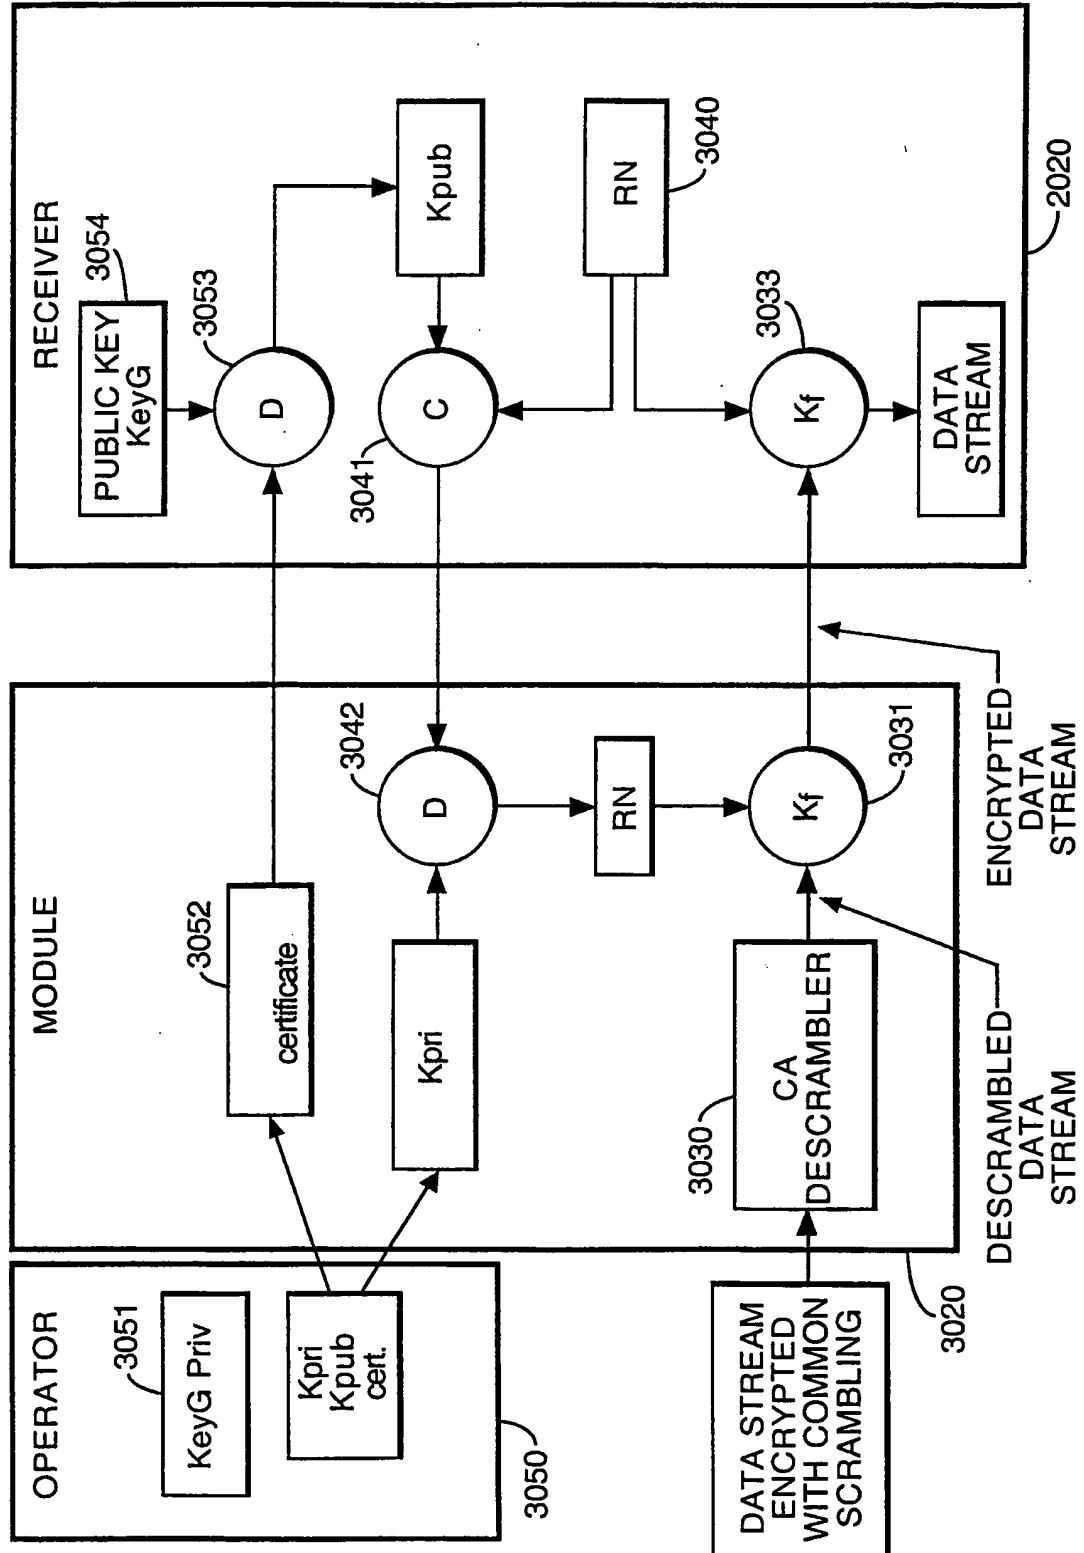 OPERATOR
3051
KeyG Priv
Kpri
Kpub
cert.
3050
DATA STREAM
ENCRYPTED
WITH COMMON
SCRAMBLING
MODULE
3052
certificate
Kpri
D
3042
RN
3030
CA
DESCRAMBLER
Kf
3031
3020
DESCRAMBLED
DATA
STREAM
ENCRYPTED
DATA
STREAM
RECEIVER
3054
PUBLIC KEY
KeyG
D
3053
Kpub
C
3041
RN
3040
Kf
3033
DATA
STREAM
2020